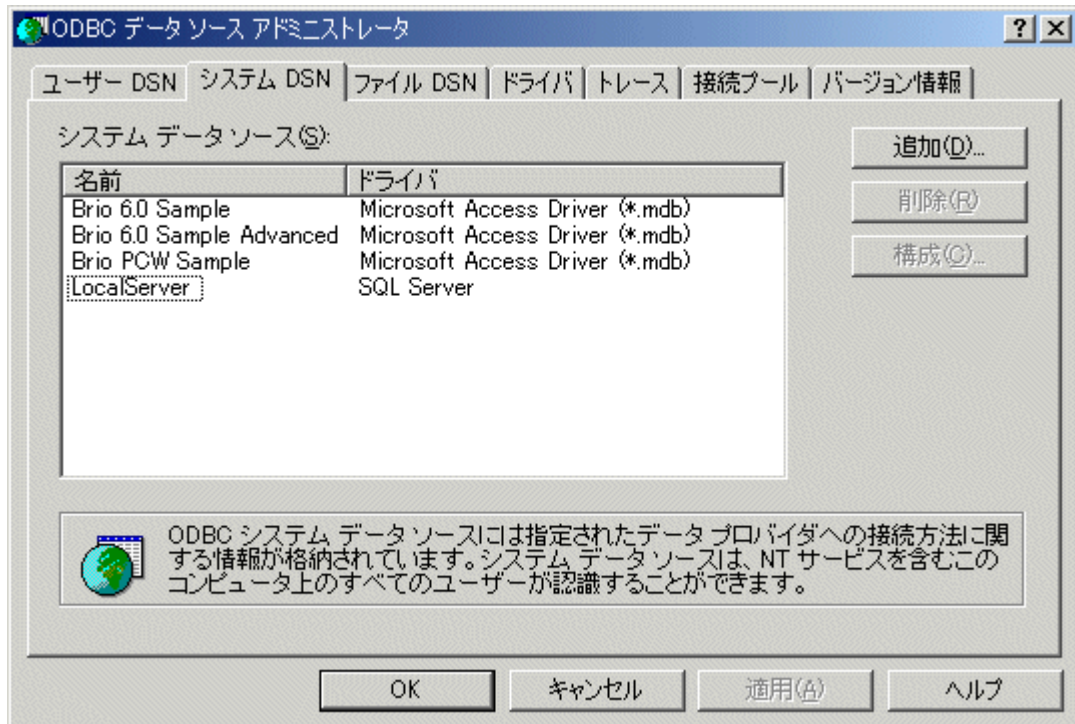 ODBC データ ソース アドミニストレータ
ユーザー DSN システム DSN ファイル DSN ドライバ トレース 接続プール バージョン情報
システム データ ソース(S):
名前 ドライバ
Brio 6.0 Sample Microsoft Access Driver (*.mdb)
Brio 6.0 Sample Advanced Microsoft Access Driver (*.mdb)
Brio PCW Sample Microsoft Access Driver (*.mdb)
LocalServer SQL Server
追加(D)...
削除(R)
構成(C)...
ODBC システム データ ソースには指定されたデータ プロバイダへの接続方法に関
する情報が格納されています。システム データ ソースは、NT サービスを含むこの
コンピュータ上のすべてのユーザーが認識することができます。
OK キャンセル 適用(A) ヘルプ